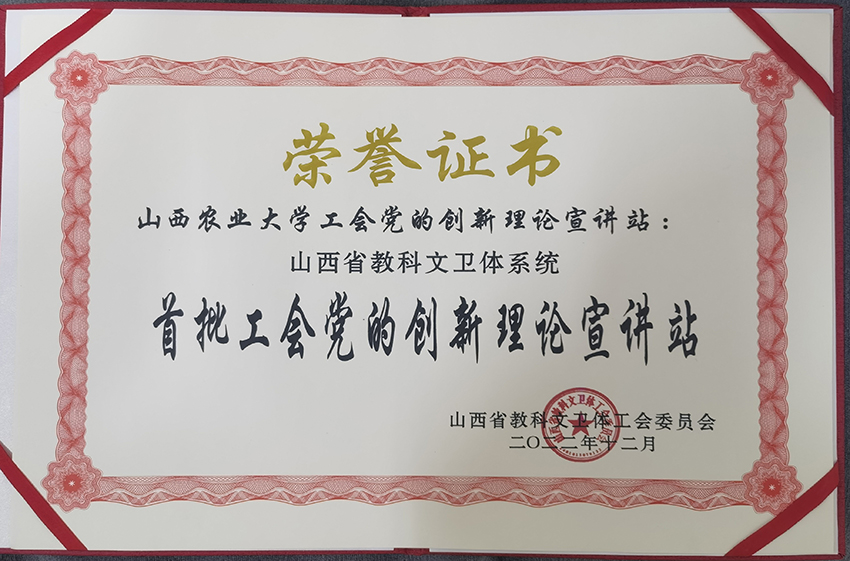 荣誉证书
山西农业大学工会党的创新理论宣讲站：
山西省教科文卫体系统
首批工会党的创新理论宣讲站
山西省教科文卫体工会委员会
二〇二二年十二月